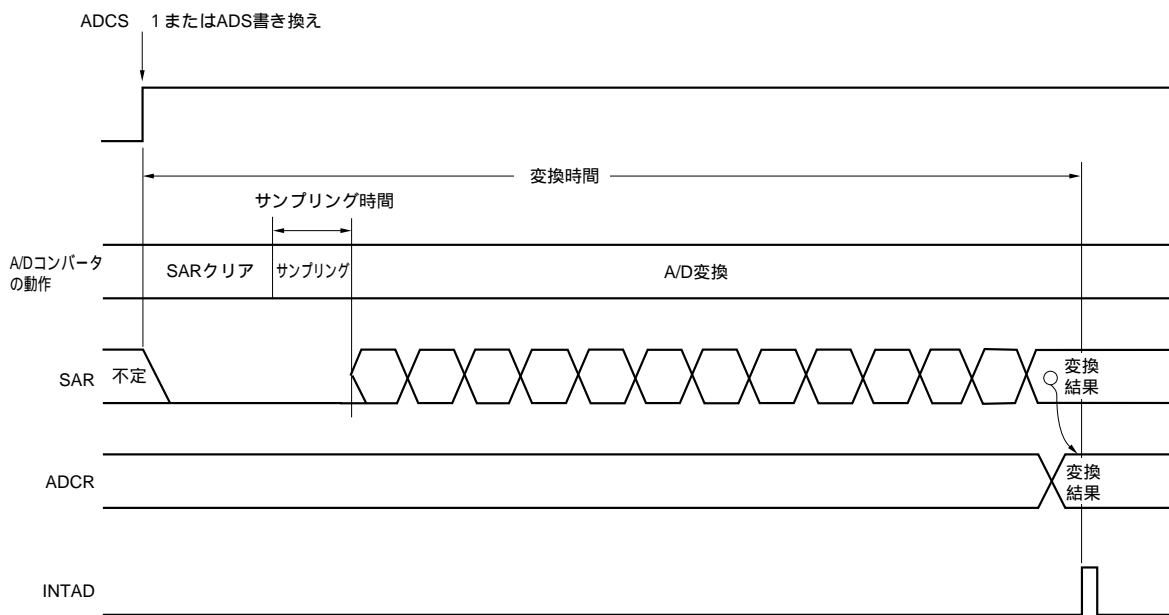 ADCS 1またはADS書き換え
変換時間
サンプリング時間
A/Dコンバータ
の動作
SARクリア
サンプリング
A/D変換
SAR
不定
変換
結果
ADCR
変換
結果
INTAD